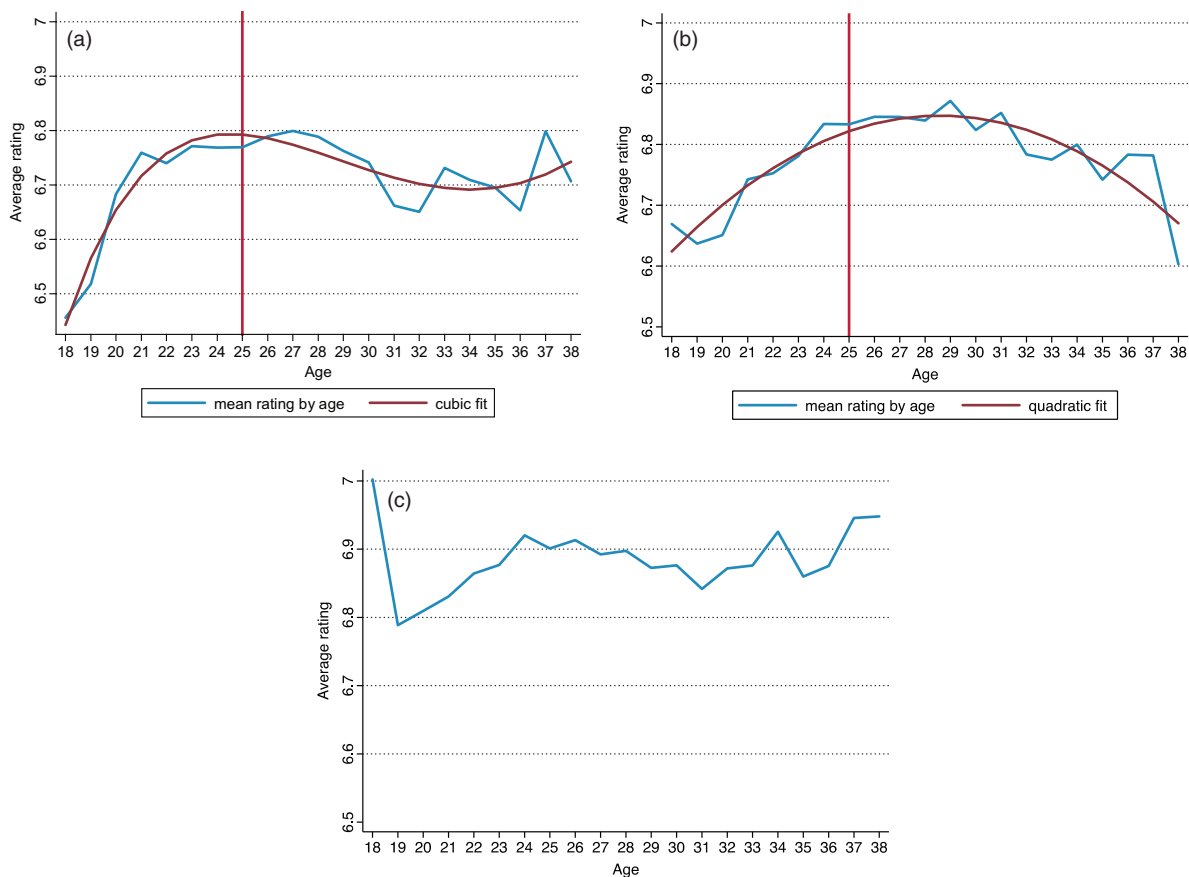 (a)
Average rating
7
6.9
6.8
6.7
6.6
6.5
18 19 20 21 22 23 24 25 26 27 28 29 30 31 32 33 34 35 36 37 38
Age
mean rating by age cubic fit
(b)
Average rating
7
6.9
6.8
6.7
6.6
6.5
18 19 20 21 22 23 24 25 26 27 28 29 30 31 32 33 34 35 36 37 38
Age
mean rating by age quadratic fit
(c)
Average rating
7
6.9
6.8
6.7
6.6
6.5
18 19 20 21 22 23 24 25 26 27 28 29 30 31 32 33 34 35 36 37 38
Age